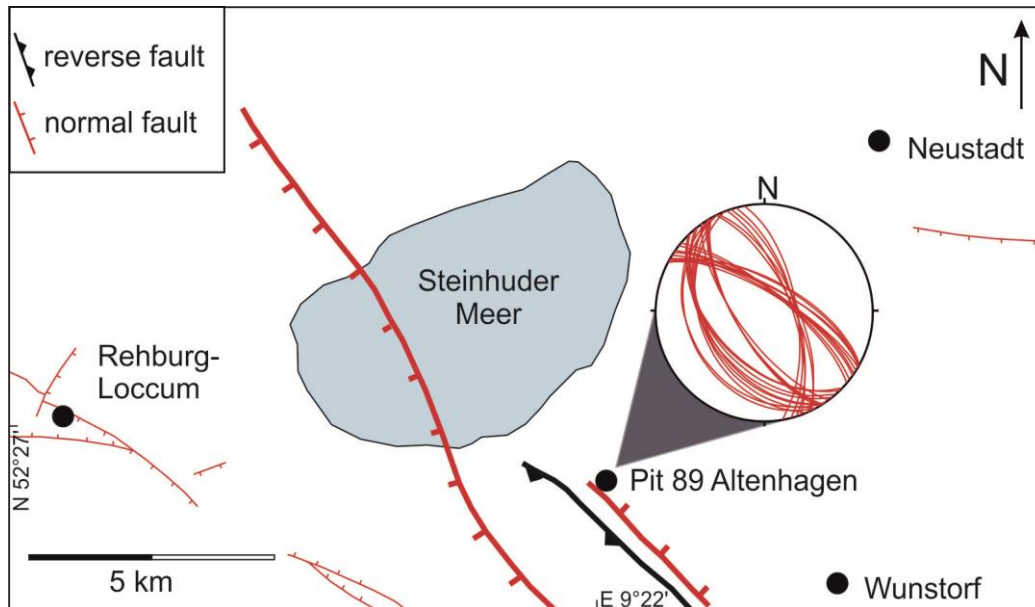 reverse fault
normal fault
N
Neustadt
N
Steinhuder
Meer
Rehburg-
Loccum
N 52°27'
Pit 89 Altenhagen
5 km
E 9°22'
Wunstorf